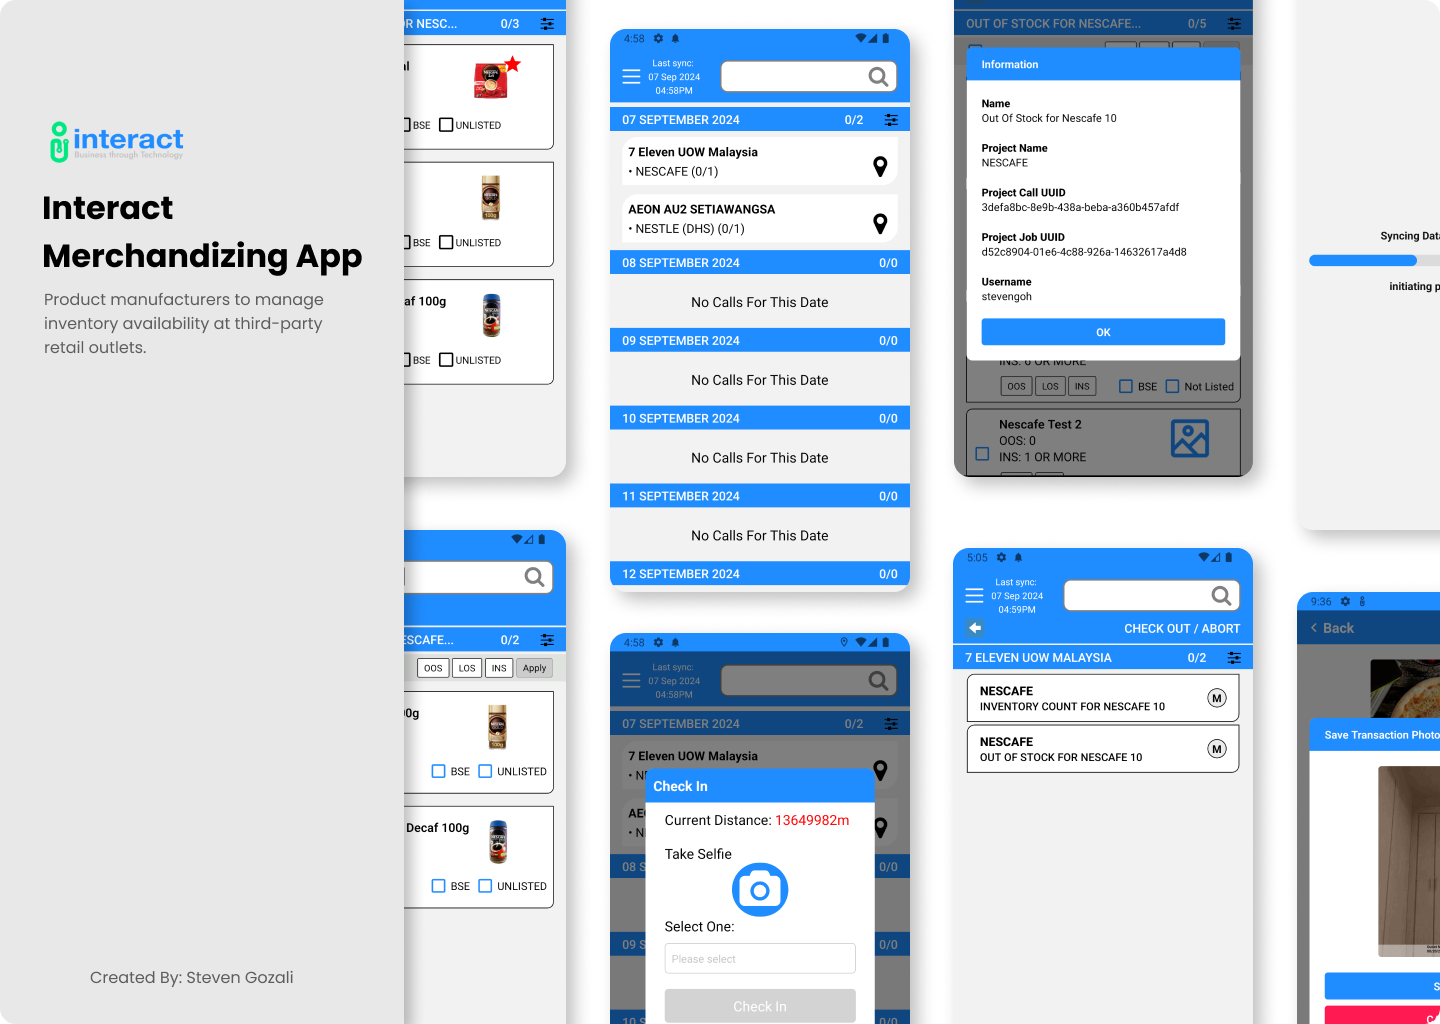 interact
Business through Technology
Interact
Merchandizing App
Product manufacturers to manage
inventory availability at third-party
retail outlets.
Created By: Steven Gozali
OR NESC... 0/3
BSE UNLISTED
100g
BSE UNLISTED
af 100g
BSE UNLISTED
ESCAFE... 0/2
OOS LOS INS Apply
00g
BSE UNLISTED
Decaf 100g
BSE UNLISTED
4:58
Last sync:
07 Sep 2024
04:58PM
07 SEPTEMBER 2024 0/2
7 Eleven UOW Malaysia
• NESCAFE (0/1)
AEON AU2 SETIAWANGSA
• NESTLE (DHS) (0/1)
08 SEPTEMBER 2024 0/0
No Calls For This Date
09 SEPTEMBER 2024 0/0
No Calls For This Date
10 SEPTEMBER 2024 0/0
No Calls For This Date
11 SEPTEMBER 2024 0/0
No Calls For This Date
12 SEPTEMBER 2024 0/0
4:58
Last sync:
07 Sep 2024
04:58PM
07 SEPTEMBER 2024 0/2
7 Eleven UOW Malaysia
• NE
Check In
Current Distance: 13649982m
AEO
• NE
Take Selfie
08 S 0/0
Select One:
09 S 0/0
Please select
Check In
10 S 0/0
OUT OF STOCK FOR NESCAFE... 0/5
Information
Name
Out Of Stock for Nescafe 10
Project Name
NESCAFE
Project Call UUID
3defa8bc-8e9b-438a-beba-a360b457afdf
Project Job UUID
d52c8904-01e6-4c88-926a-14632617a4d8
Username
stevengoh
OK
INS: 6 OR MORE
OOS LOS INS BSE Not Listed
Nescafe Test 2
OOS: 0
INS: 1 OR MORE
5:05
Last sync:
07 Sep 2024
04:59PM
CHECK OUT / ABORT
7 ELEVEN UOW MALAYSIA 0/2
NESCAFE
INVENTORY COUNT FOR NESCAFE 10
M
NESCAFE
OUT OF STOCK FOR NESCAFE 10
M
Syncing Data
initiating p
9:36
Back
Save Transaction Photo
S
CA